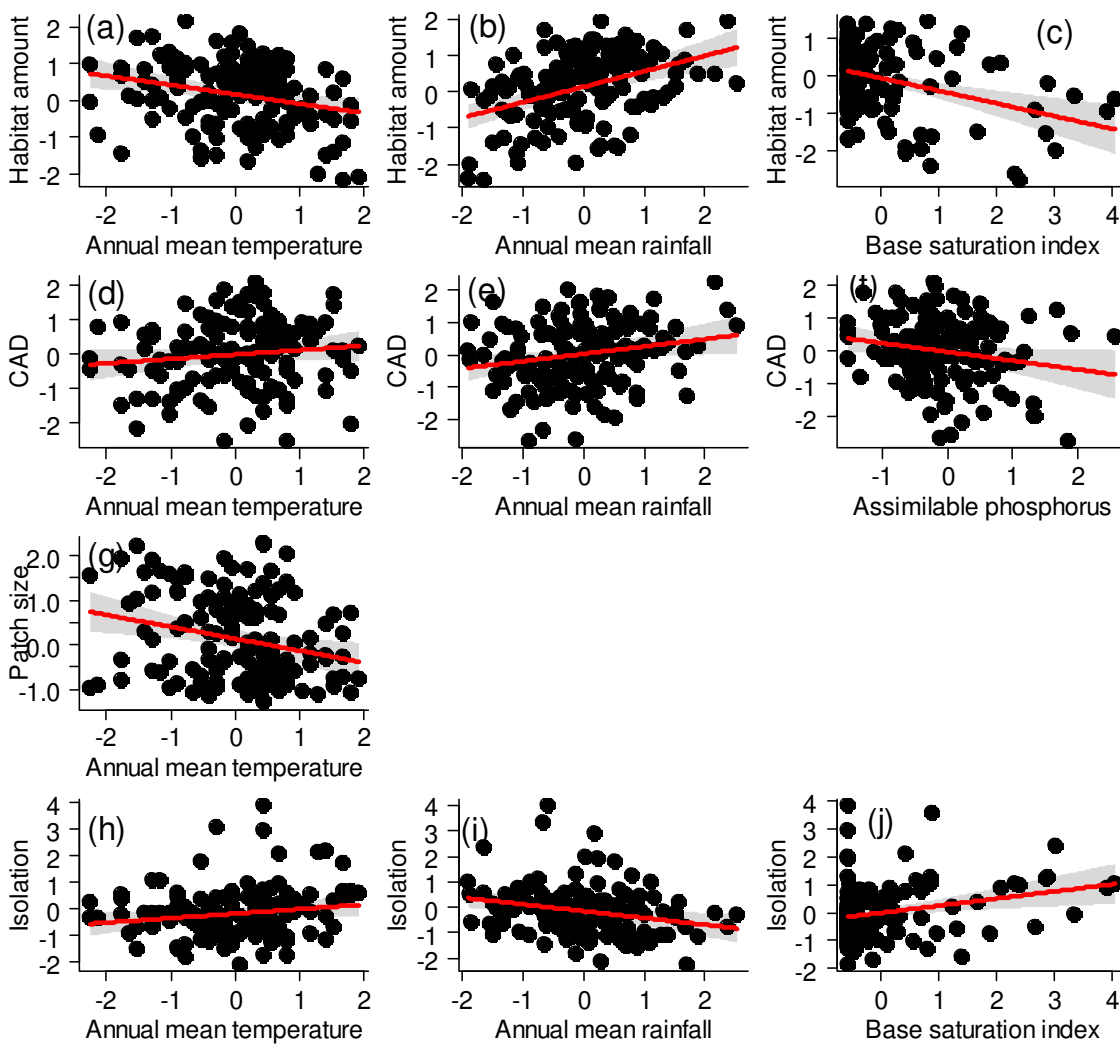 (a)
Habitat amount
2
1
0
-1
-2
-2 -1 0 1 2
Annual mean temperature
(b)
Habitat amount
2
1
0
-1
-2
-2 -1 0 1 2
Annual mean rainfall
(c)
Habitat amount
2
1
0
-1
-2
0 1 2 3 4
Base saturation index
(d)
CAD
2
1
0
-1
-2
-2 -1 0 1 2
Annual mean temperature
(e)
CAD
2
1
0
-1
-2
-2 -1 0 1 2
Annual mean rainfall
CAD
2
1
0
-1
-2
-1 0 1 2
Assimilable phosphorus
(g)
Patch size
2.0
1.0
0.0
-1.0
-2 -1 0 1 2
Annual mean temperature
(h)
Isolation
4
3
2
1
0
-1
-2
-2 -1 0 1 2
Annual mean temperature
(i)
Isolation
4
3
2
1
0
-1
-2
-2 -1 0 1 2
Annual mean rainfall
(j)
Isolation
4
3
2
1
0
-1
-2
0 1 2 3 4
Base saturation index